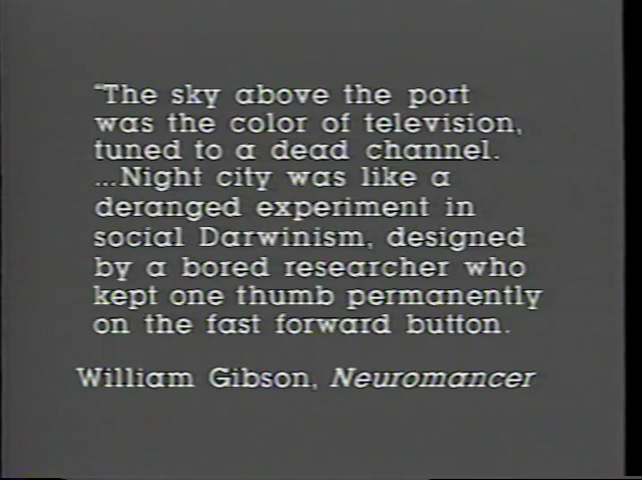 "The sky above the port
was the color of television,
tuned to a dead channel.
...Night city was like a
deranged experiment in
social Darwinism, designed
by a bored researcher who
kept one thumb permanently
on the fast forward button.
William Gibson, Neuromancer